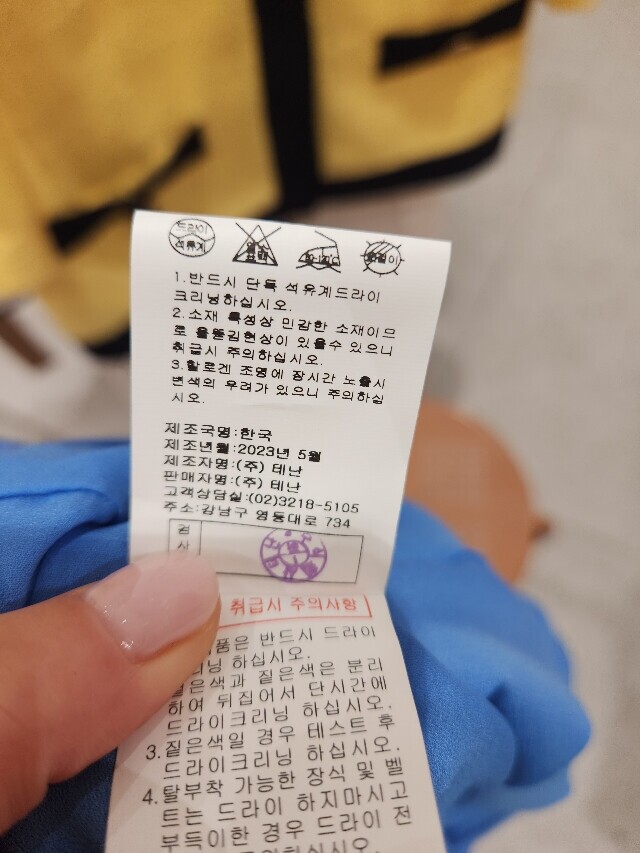 드라이
석유계
1.반드시 단독 석유계드라이
크리닝하십시오.
2.소재 특성상 민감한 소재이므
로 올뜯김현상이 있을수 있으니
취급시 주의하십시오.
3.할로겐 조명에 장시간 노출시
변색의 우려가 있으니 주의하십
시오.
제조국명:한국
제조년월:2023년 5월
제조자명:(주) 테난
판매자명:(주) 테난
고객상담실:(02)3218-5105
주소:강남구 영동대로 734
검
사
취급시 주의사항
품은 반드시 드라이
닝 하십시오.
짙은색과 짙은색은 분리
하여 뒤집어서 단시간에
드라이크리닝 하십시오.
3.짙은색일 경우 테스트 후
드라이크리닝 하십시오.
4.탈부착 가능한 장식 및 벨
트는 드라이 하지마시고
부득이한 경우 드라이 전